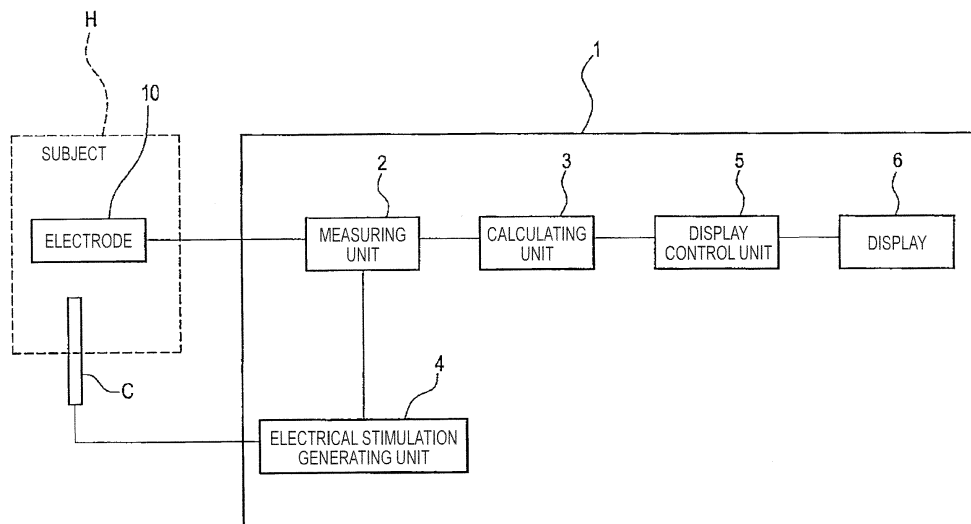 H
1
10
SUBJECT
2
3
5
6
ELECTRODE
MEASURING
UNIT
CALCULATING
UNIT
DISPLAY
CONTROL UNIT
DISPLAY
C
4
ELECTRICAL STIMULATION
GENERATING UNIT